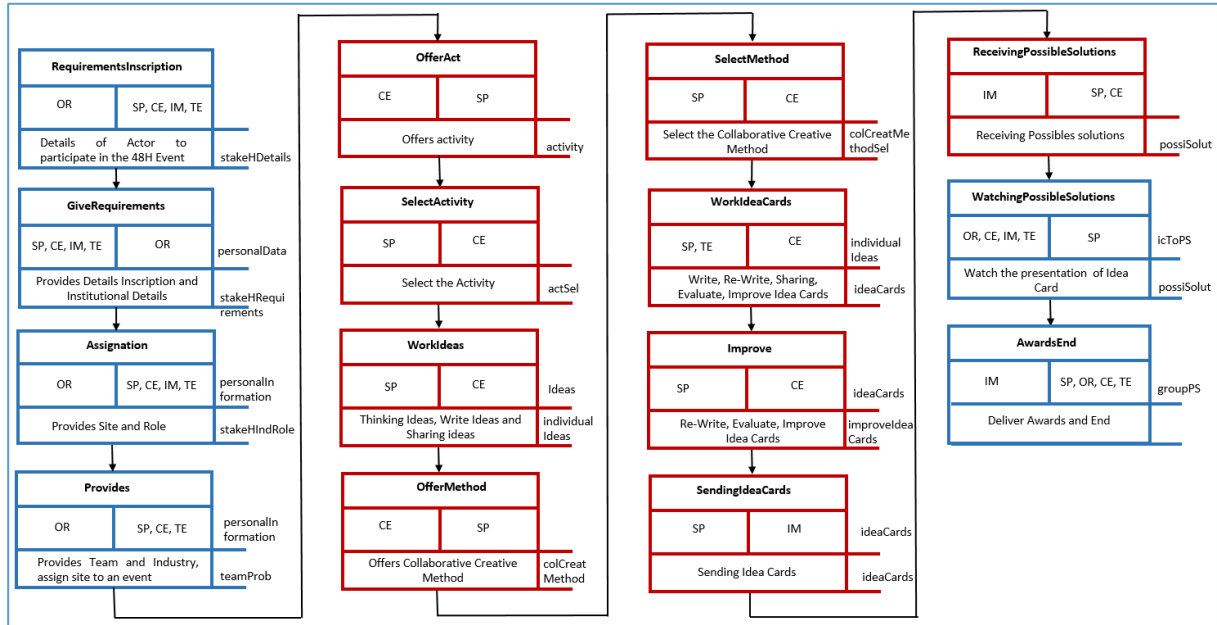 RequirementsInscription
OR
SP, CE, IM, TE
Details of Actor to
participate in the 48H Event
stakeHDetails
GiveRequirements
SP, CE, IM, TE
OR
personalData
Provides Details Inscription and
Institutional Details
stakeHRequi
rements
Assignation
OR
SP, CE, IM, TE
personalIn
formation
Provides Site and Role
stakeHIndRole
Provides
OR
SP, CE, TE
personalIn
formation
Provides Team and Industry,
assign site to an event
teamProb
OfferAct
CE
SP
Offers activity
activity
SelectActivity
SP
CE
Select the Activity
actSel
WorkIdeas
SP
CE
Ideas
Thinking Ideas, Write Ideas and
Sharing ideas
individual
Ideas
OfferMethod
CE
SP
Offers Collaborative Creative
Method
colCreat
Method
SelectMethod
SP
CE
Select the Collaborative Creative
Method
colCreatMe
thodSel
WorkIdeaCards
SP, TE
CE
individual
Ideas
Write, Re-Write, Sharing,
Evaluate, Improve Idea Cards
ideaCards
Improve
SP
CE
ideaCards
Re-Write, Evaluate, Improve
Idea Cards
improveIdea
Cards
SendingIdeaCards
SP
IM
ideaCards
Sending Idea Cards
ideaCards
ReceivingPossibleSolutions
IM
SP, CE
Receiving Possibles solutions
possiSolut
WatchingPossibleSolutions
OR, CE, IM, TE
SP
icToPS
Watch the presentation of Idea
Card
possiSolut
AwardsEnd
IM
SP, OR, CE, TE
groupPS
Deliver Awards and End